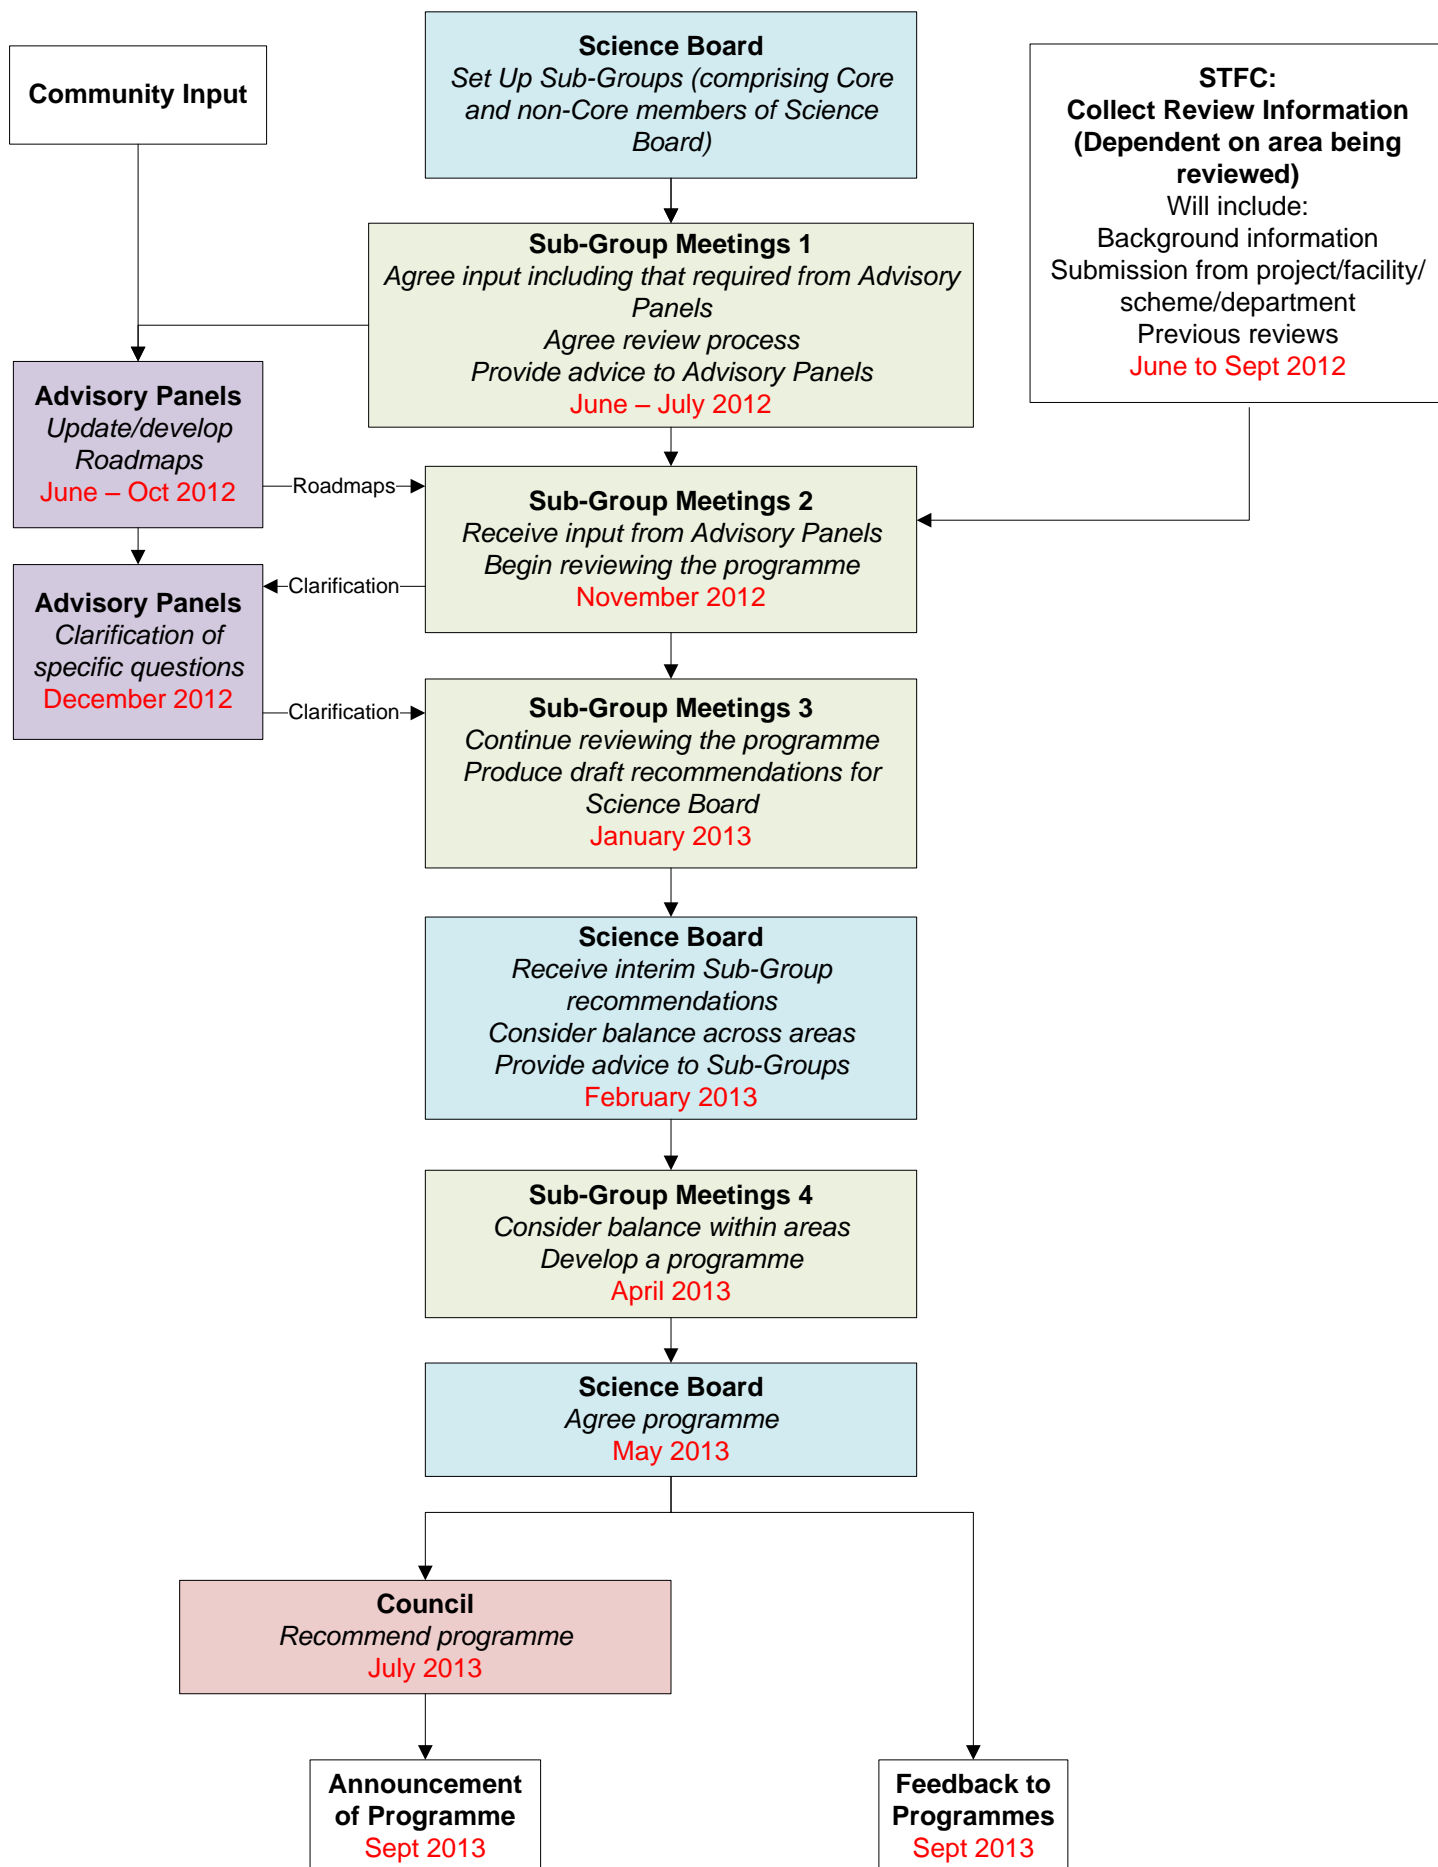 Community Input
Science Board
Set Up Sub-Groups (comprising Core
and non-Core members of Science
Board)
STFC:
Collect Review Information
(Dependent on area being
reviewed)
Will include:
Background information
Submission from project/facility/
scheme/department
Previous reviews
June to Sept 2012
Sub-Group Meetings 1
Agree input including that required from Advisory
Panels
Agree review process
Provide advice to Advisory Panels
June – July 2012
Advisory Panels
Update/develop
Roadmaps
June – Oct 2012
Roadmaps
Sub-Group Meetings 2
Receive input from Advisory Panels
Begin reviewing the programme
November 2012
Clarification
Advisory Panels
Clarification of
specific questions
December 2012
Clarification
Sub-Group Meetings 3
Continue reviewing the programme
Produce draft recommendations for
Science Board
January 2013
Science Board
Receive interim Sub-Group
recommendations
Consider balance across areas
Provide advice to Sub-Groups
February 2013
Sub-Group Meetings 4
Consider balance within areas
Develop a programme
April 2013
Science Board
Agree programme
May 2013
Council
Recommend programme
July 2013
Announcement
of Programme
Sept 2013
Feedback to
Programmes
Sept 2013